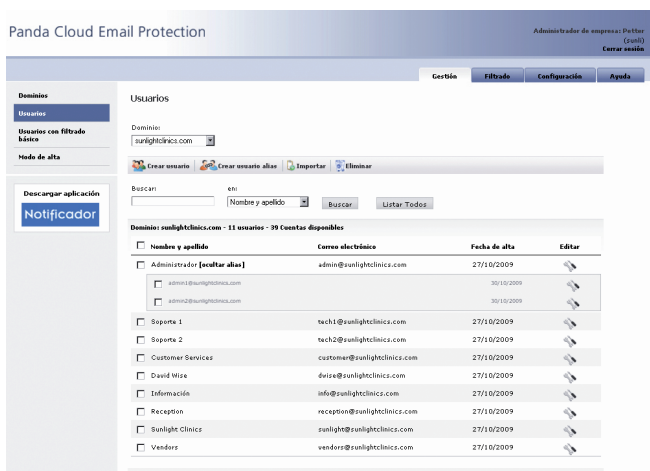 Panda Cloud Email Protection
Administrador de empresa: Petter
(sunli)
Cerrar sesión
Gestión Filtrado Configuración Ayuda
Dominios
Usuarios
Usuarios con filtrado
básico
Modo de alta
Descargar aplicación
Notificador
Usuarios
Dominio:
sunlightclinics.com
Crear usuario Crear usuario alias Importar Eliminar
Buscar: en:
Nombre y apellido Buscar Listar Todos
Dominio: sunlightclinics.com - 11 usuarios - 39 Cuentas disponibles
Nombre y apellido Correo electrónico Fecha de alta Editar
Administrador [ocultar alias] admin@sunlightclinics.com 27/10/2009
admin1@sunlightclinics.com 30/10/2009
admin2@sunlightclinics.com 30/10/2009
Soporte 1 tech1@sunlightclinics.com 27/10/2009
Soporte 2 tech2@sunlightclinics.com 27/10/2009
Customer Services customer@sunlightclinics.com 27/10/2009
David Wise dwise@sunlightclinics.com 27/10/2009
Información info@sunlightclinics.com 27/10/2009
Reception reception@sunlightclinics.com 27/10/2009
Sunlight Clinics sunlight@sunlightclinics.com 27/10/2009
Vendors vendors@sunlightclinics.com 27/10/2009